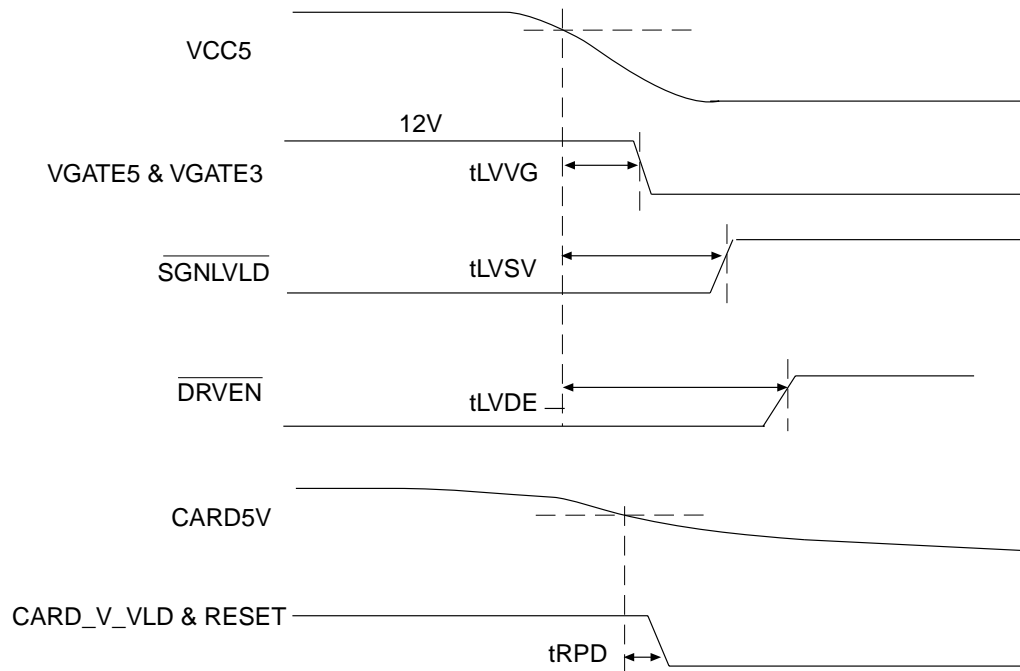 VCC5
12V
VGATE5 & VGATE3
tLVVG
SGNLVLD
tLVSV
DRVEN
tLVDE
CARD5V
CARD_V_VLD & RESET
tRPD